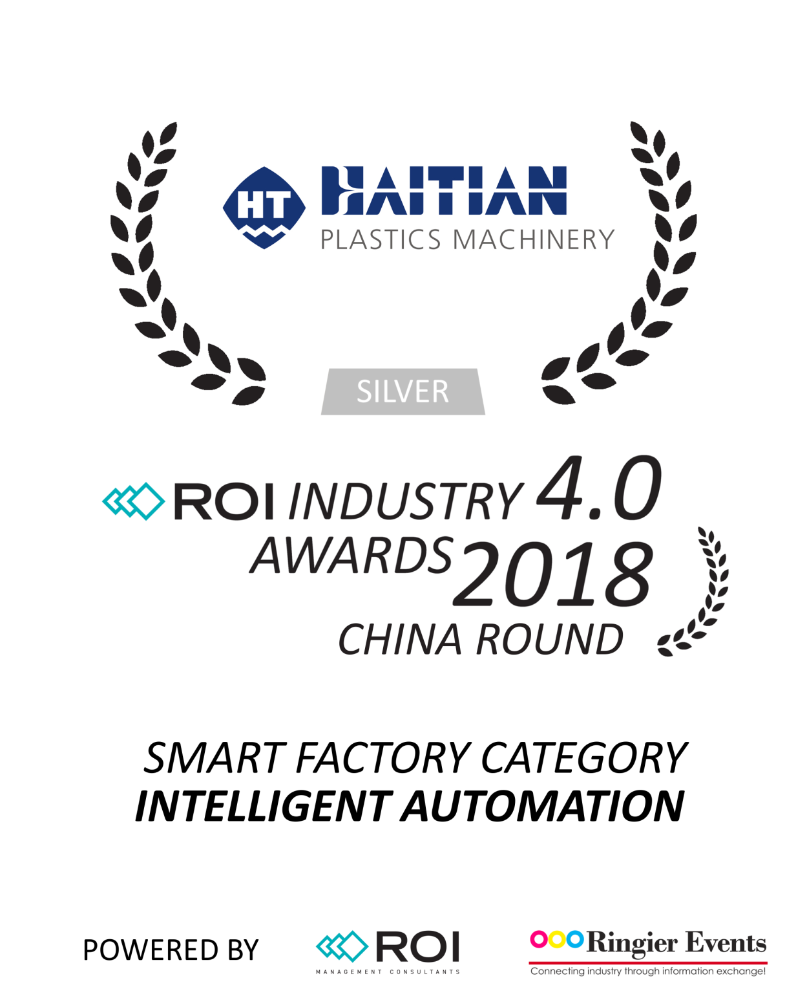 HT HAITIAN
PLASTICS MACHINERY
SILVER
ROI INDUSTRY 4.0
AWARDS 2018
CHINA ROUND
SMART FACTORY CATEGORY
INTELLIGENT AUTOMATION
POWERED BY
ROI
MANAGEMENT CONSULTANTS
Ringier Events
Connecting industry through information exchange!